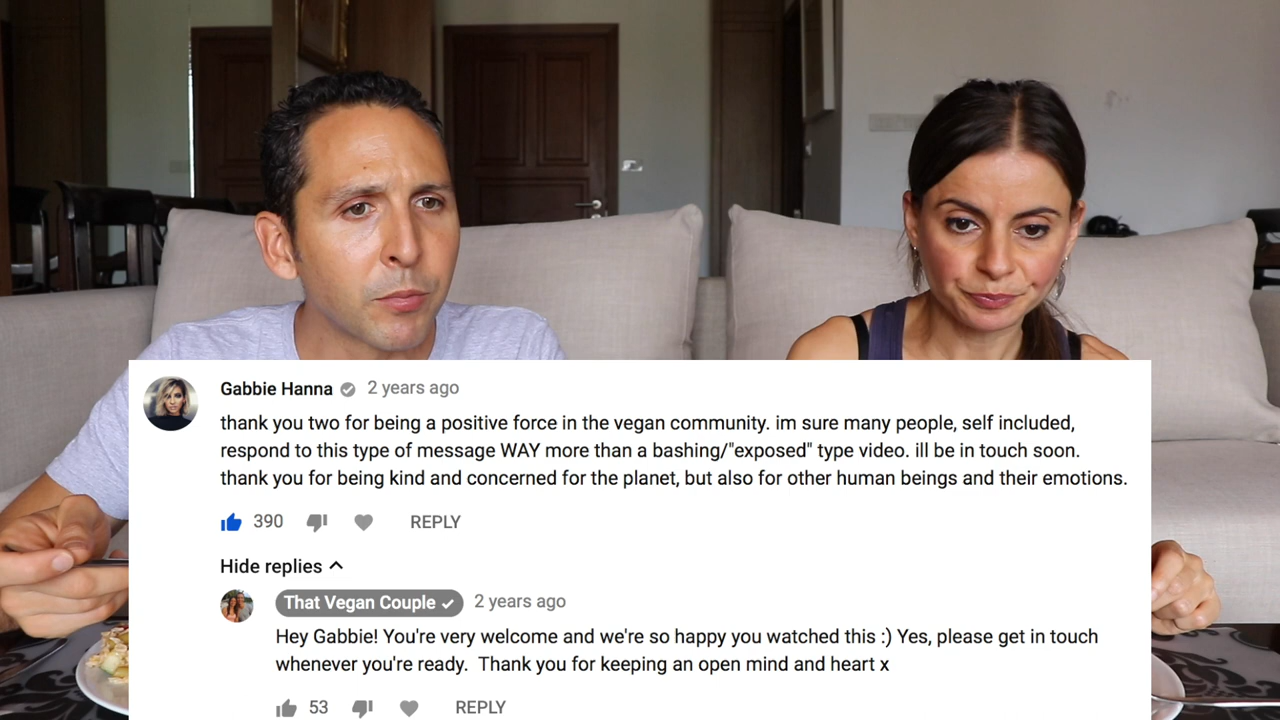 Gabbie Hanna 2 years ago
thank you two for being a positive force in the vegan community. im sure many people, self included,
respond to this type of message WAY more than a bashing/"exposed" type video. ill be in touch soon.
thank you for being kind and concerned for the planet, but also for other human beings and their emotions.
390 REPLY
Hide replies
That Vegan Couple 2 years ago
Hey Gabbie! You're very welcome and we're so happy you watched this :) Yes, please get in touch
whenever you're ready. Thank you for keeping an open mind and heart x
53 REPLY